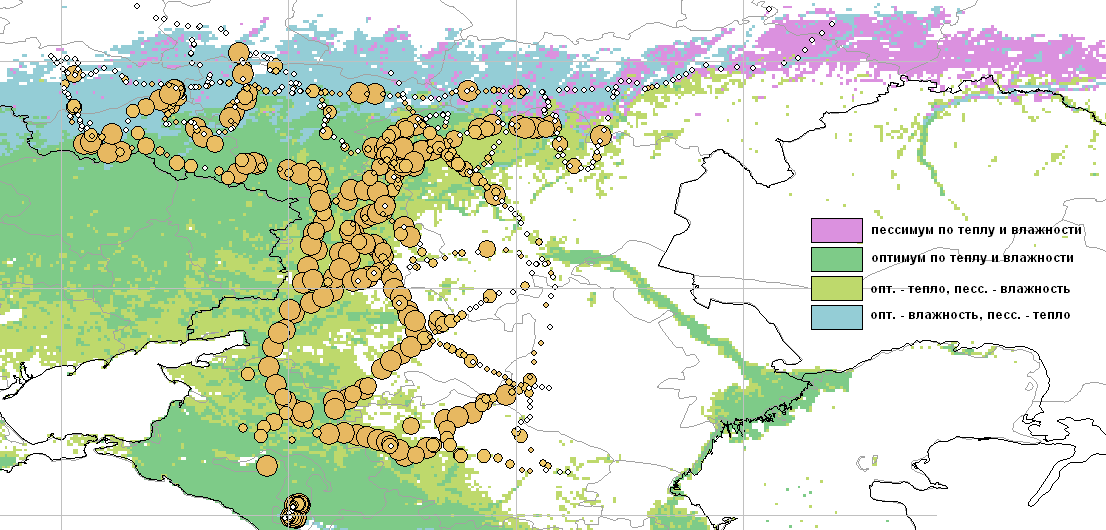 пессимум по теплу и влажности
оптимум по теплу и влажности
опт. - тепло, песс. - влажность
опт. - влажность, песс. - тепло